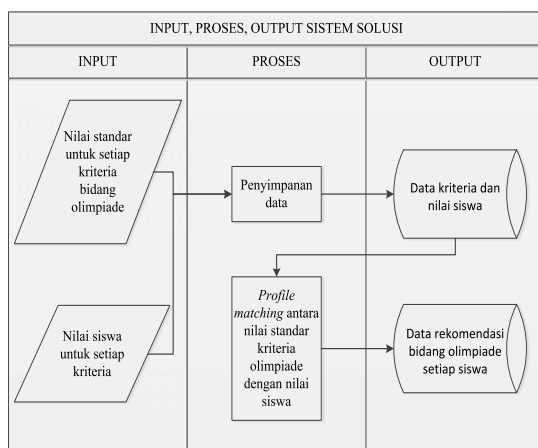 INPUT, PROSES, OUTPUT SISTEM SOLUSI
INPUT
PROSES
OUTPUT
Nilai standar
untuk setiap
kriteria
bidang
olimpiade
Penyimpanan
data
Data kriteria dan
nilai siswa
Nilai siswa
untuk setiap
kriteria
Profile
matching antara
nilai standar
kriteria
olimpiade
dengan nilai
siswa
Data rekomendasi
bidang olimpiade
setiap siswa